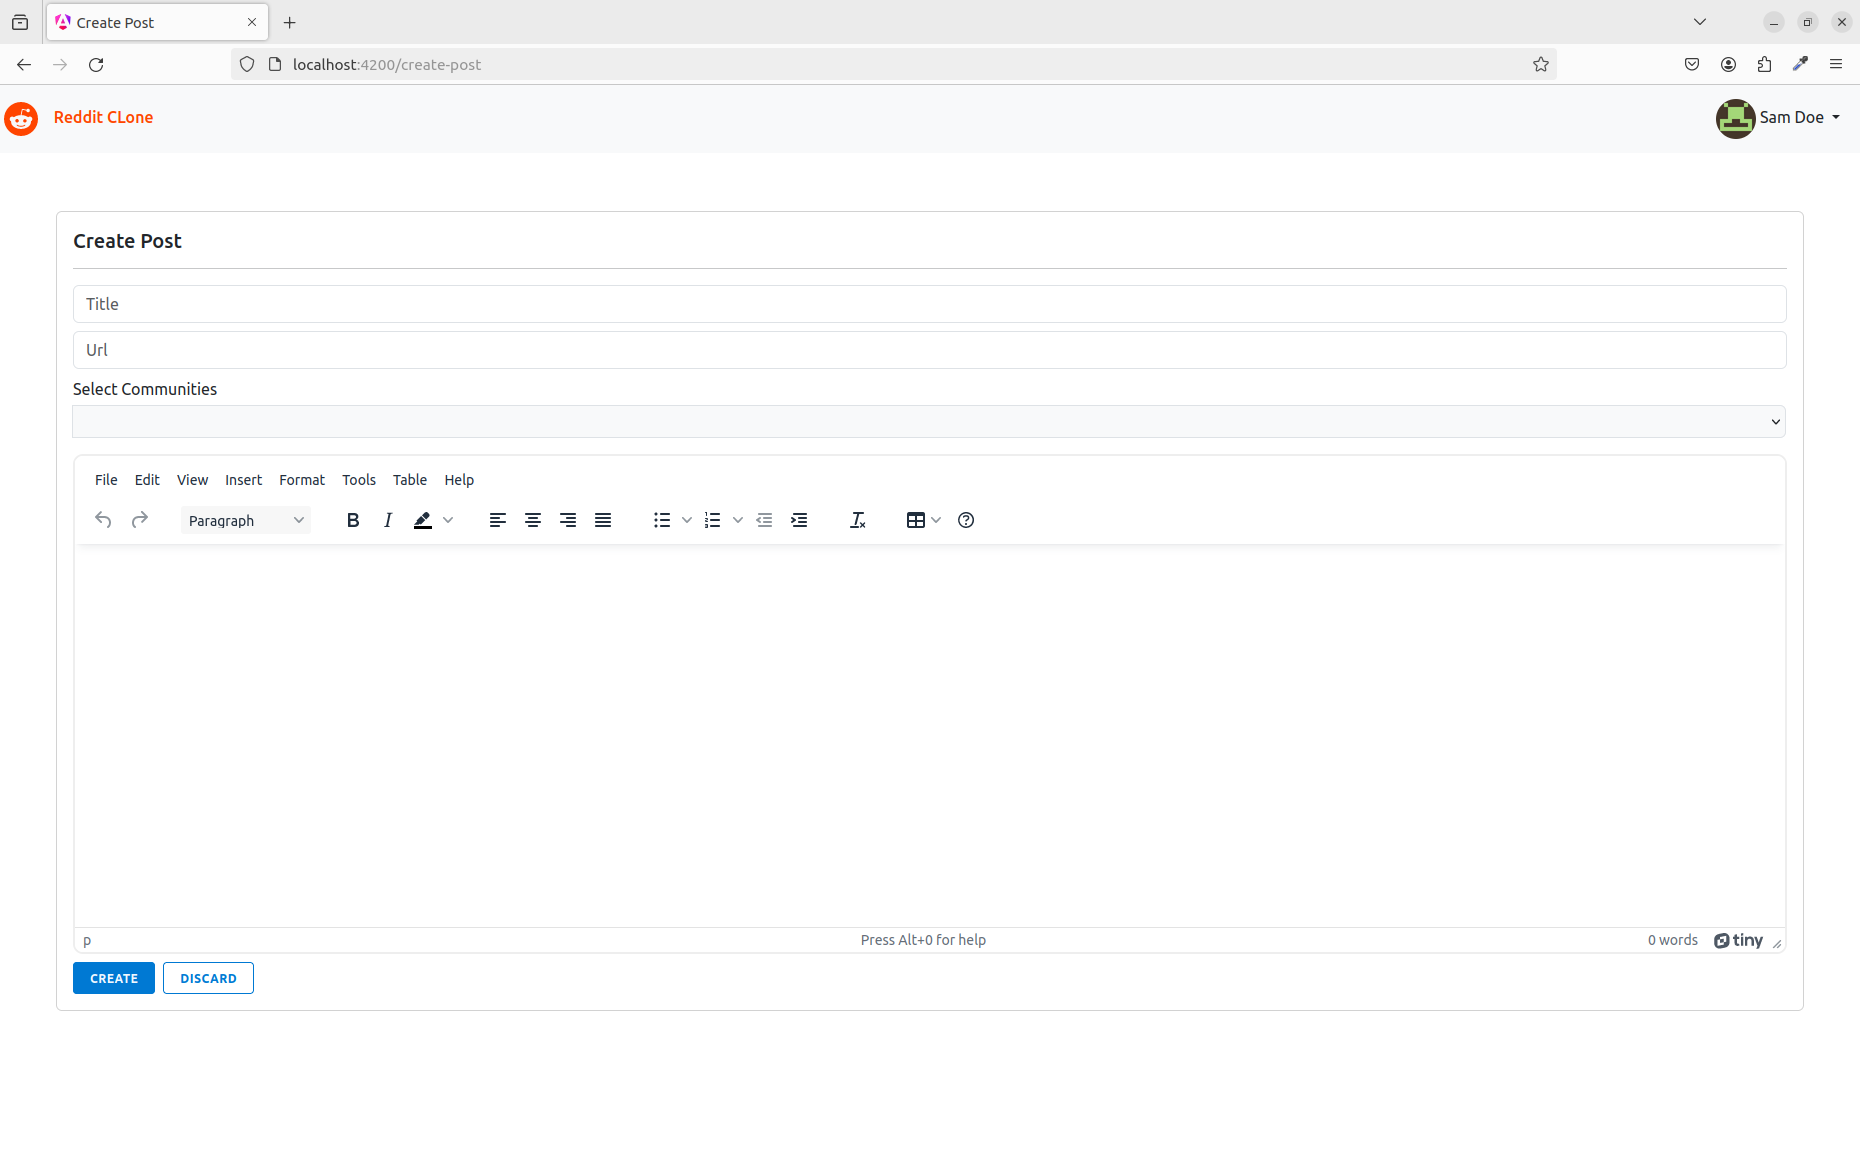 Create Post
localhost:4200/create-post
Reddit CLone
Sam Doe
Create Post
Title
Url
Select Communities
File Edit View Insert Format Tools Table Help
Paragraph
p Press Alt+0 for help 0 words tiny
CREATE DISCARD